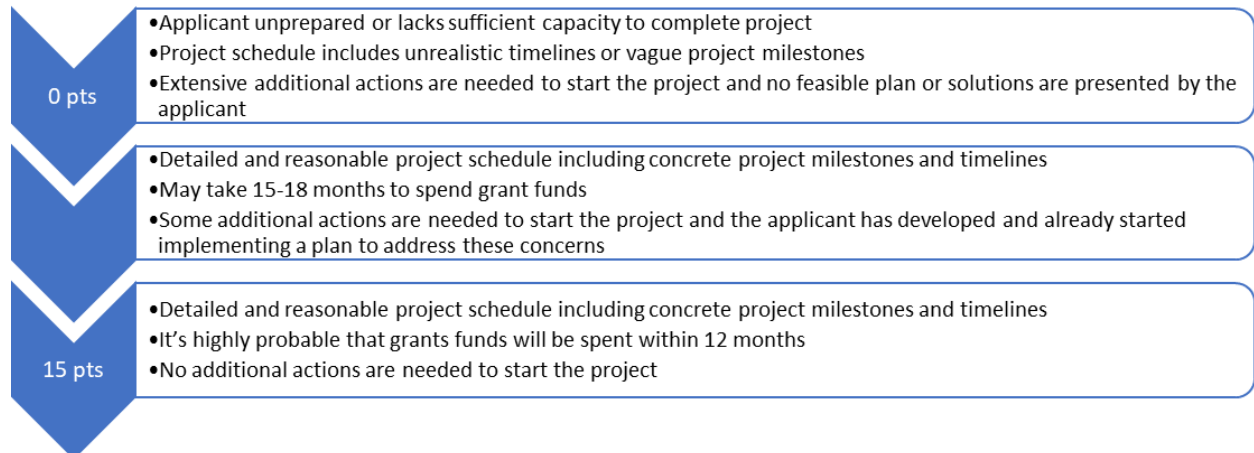 •Applicant unprepared or lacks sufficient capacity to complete project
•Project schedule includes unrealistic timelines or vague project milestones
•Extensive additional actions are needed to start the project and no feasible plan or solutions are presented by the
applicant
0 pts
•Detailed and reasonable project schedule including concrete project milestones and timelines
•May take 15-18 months to spend grant funds
•Some additional actions are needed to start the project and the applicant has developed and already started
implementing a plan to address these concerns
•Detailed and reasonable project schedule including concrete project milestones and timelines
•It’s highly probable that grants funds will be spent within 12 months
•No additional actions are needed to start the project
15 pts